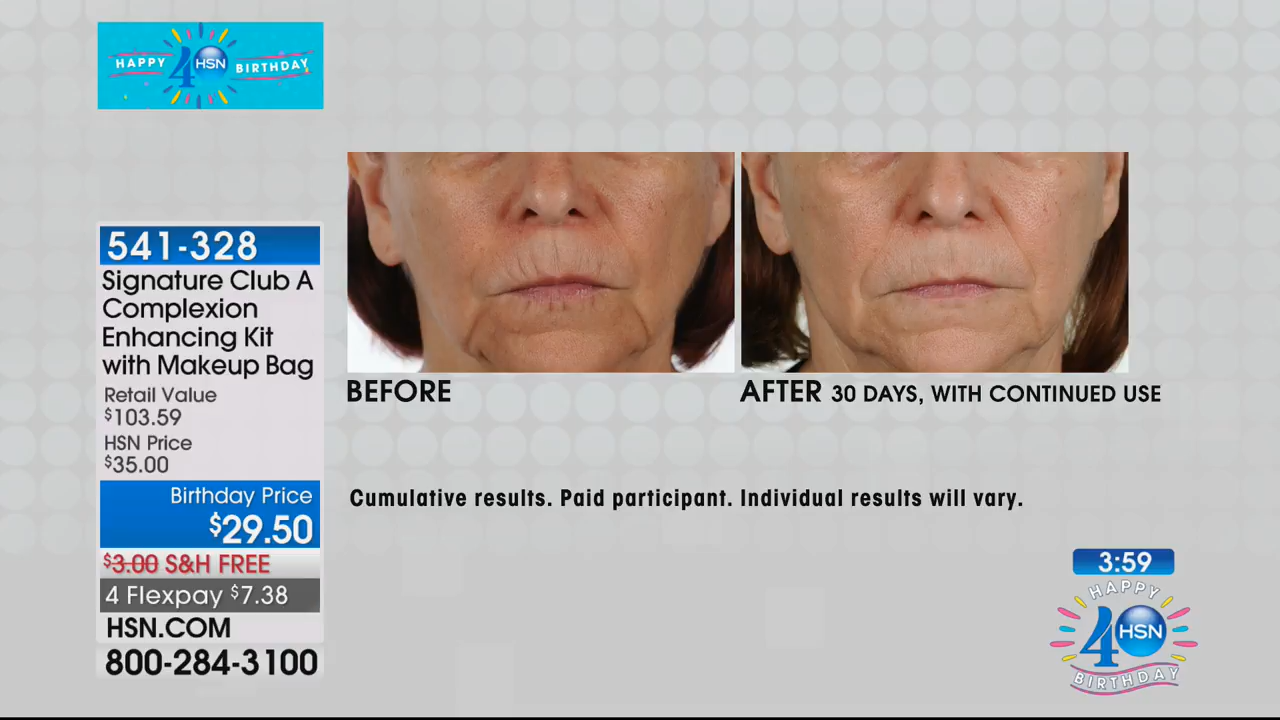 HAPPY 40 HSN BIRTHDAY
541-328
Signature Club A
Complexion
Enhancing Kit
with Makeup Bag
Retail Value
$103.59
HSN Price
$35.00
Birthday Price
$29.50
$3.00 S&H FREE
4 Flexpay $7.38
HSN.COM
800-284-3100
BEFORE
AFTER 30 DAYS, WITH CONTINUED USE
Cumulative results. Paid participant. Individual results will vary.
3:59
HAPPY
40 HSN
BIRTHDAY